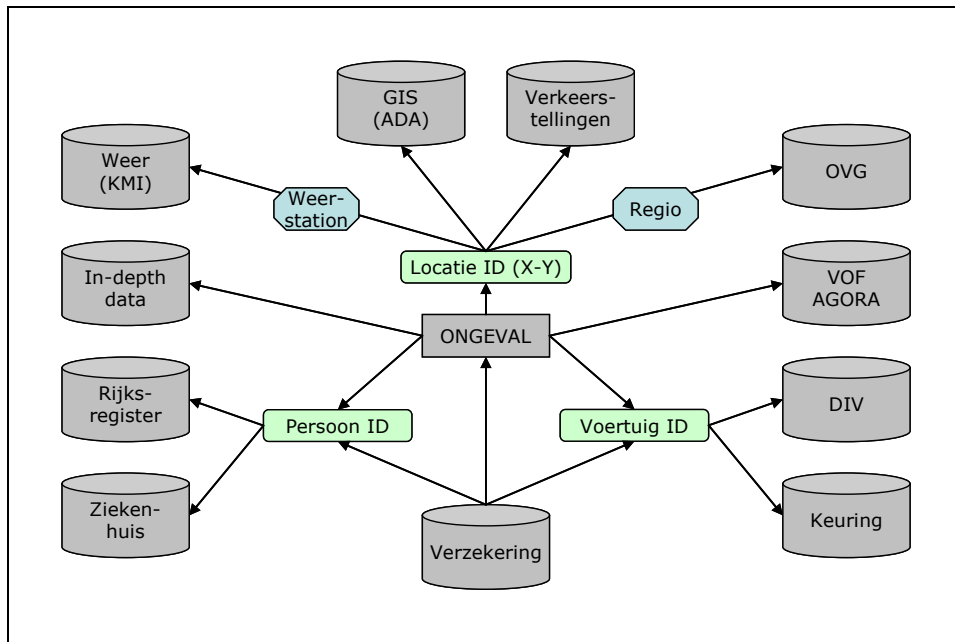 GIS
(ADA)
Verkeers-
tellingen
Weer
(KMI)
OVG
Weer-
station
Regio
Locatie ID (X-Y)
In-depth
data
VOF
AGORA
ONGEVAL
Rijks-
register
DIV
Persoon ID
Voertuig ID
Zieken-
huis
Keuring
Verzekering